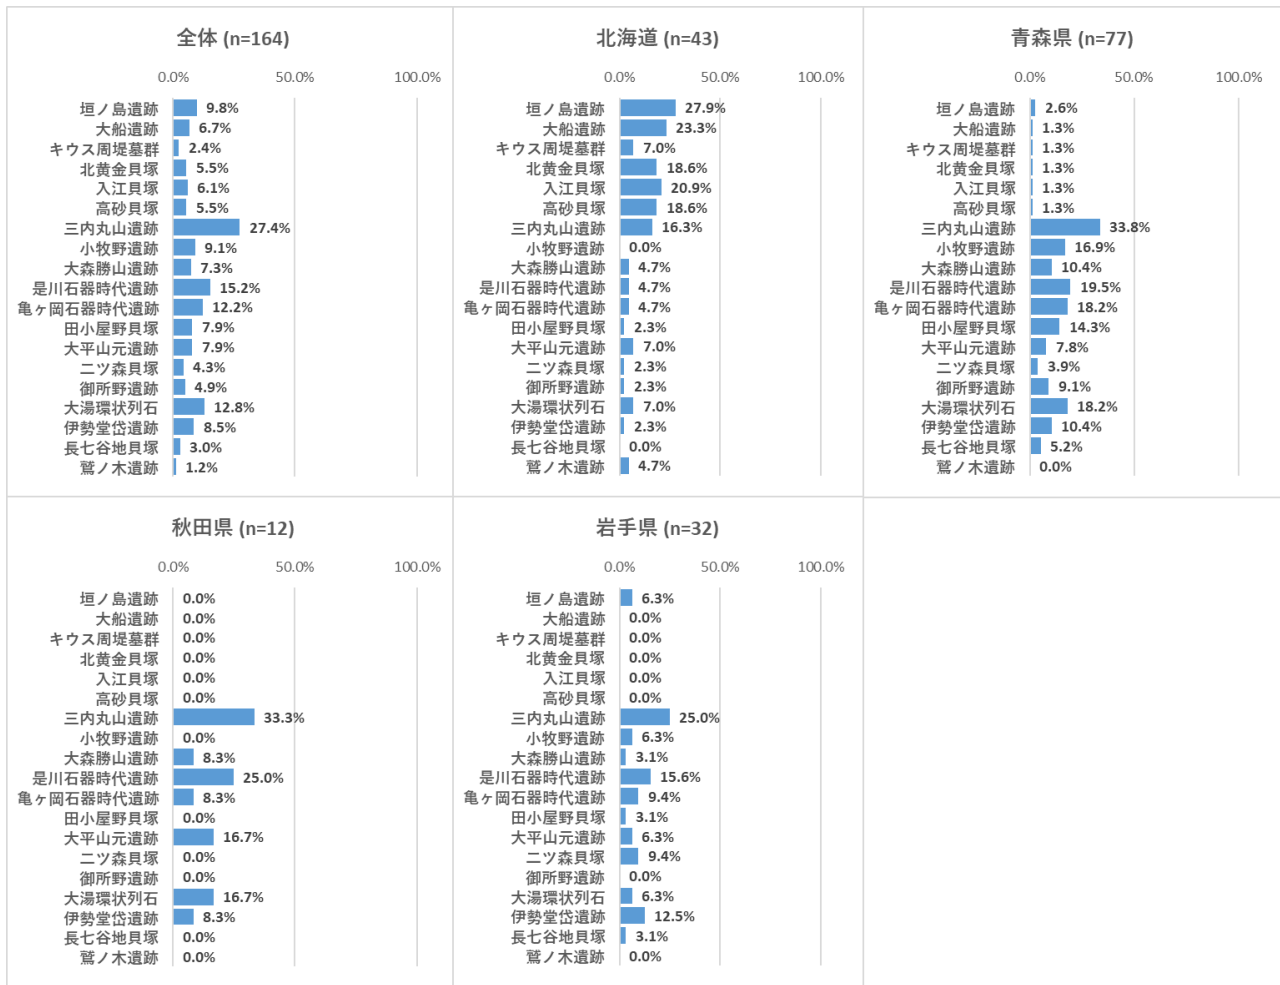 全体 (n=164)
0.0% 50.0% 100.0%
垣ノ島遺跡 9.8%
大船遺跡 6.7%
キウス周堤墓群 2.4%
北黄金貝塚 5.5%
入江貝塚 6.1%
高砂貝塚 5.5%
三内丸山遺跡 27.4%
小牧野遺跡 9.1%
大森勝山遺跡 7.3%
是川石器時代遺跡 15.2%
亀ヶ岡石器時代遺跡 12.2%
田小屋野貝塚 7.9%
大平山元遺跡 7.9%
二ツ森貝塚 4.3%
御所野遺跡 4.9%
大湯環状列石 12.8%
伊勢堂岱遺跡 8.5%
長七谷地貝塚 3.0%
鷲ノ木遺跡 1.2%
北海道 (n=43)
0.0% 50.0% 100.0%
垣ノ島遺跡 27.9%
大船遺跡 23.3%
キウス周堤墓群 7.0%
北黄金貝塚 18.6%
入江貝塚 20.9%
高砂貝塚 18.6%
三内丸山遺跡 16.3%
小牧野遺跡 0.0%
大森勝山遺跡 4.7%
是川石器時代遺跡 4.7%
亀ヶ岡石器時代遺跡 4.7%
田小屋野貝塚 2.3%
大平山元遺跡 7.0%
二ツ森貝塚 2.3%
御所野遺跡 2.3%
大湯環状列石 7.0%
伊勢堂岱遺跡 2.3%
長七谷地貝塚 0.0%
鷲ノ木遺跡 4.7%
青森県 (n=77)
0.0% 50.0% 100.0%
垣ノ島遺跡 2.6%
大船遺跡 1.3%
キウス周堤墓群 1.3%
北黄金貝塚 1.3%
入江貝塚 1.3%
高砂貝塚 1.3%
三内丸山遺跡 33.8%
小牧野遺跡 16.9%
大森勝山遺跡 10.4%
是川石器時代遺跡 19.5%
亀ヶ岡石器時代遺跡 18.2%
田小屋野貝塚 14.3%
大平山元遺跡 7.8%
二ツ森貝塚 3.9%
御所野遺跡 9.1%
大湯環状列石 18.2%
伊勢堂岱遺跡 10.4%
長七谷地貝塚 5.2%
鷲ノ木遺跡 0.0%
秋田県 (n=12)
0.0% 50.0% 100.0%
垣ノ島遺跡 0.0%
大船遺跡 0.0%
キウス周堤墓群 0.0%
北黄金貝塚 0.0%
入江貝塚 0.0%
高砂貝塚 0.0%
三内丸山遺跡 33.3%
小牧野遺跡 0.0%
大森勝山遺跡 8.3%
是川石器時代遺跡 25.0%
亀ヶ岡石器時代遺跡 8.3%
田小屋野貝塚 0.0%
大平山元遺跡 16.7%
二ツ森貝塚 0.0%
御所野遺跡 0.0%
大湯環状列石 16.7%
伊勢堂岱遺跡 8.3%
長七谷地貝塚 0.0%
鷲ノ木遺跡 0.0%
岩手県 (n=32)
0.0% 50.0% 100.0%
垣ノ島遺跡 6.3%
大船遺跡 0.0%
キウス周堤墓群 0.0%
北黄金貝塚 0.0%
入江貝塚 0.0%
高砂貝塚 0.0%
三内丸山遺跡 25.0%
小牧野遺跡 6.3%
大森勝山遺跡 3.1%
是川石器時代遺跡 15.6%
亀ヶ岡石器時代遺跡 9.4%
田小屋野貝塚 3.1%
大平山元遺跡 6.3%
二ツ森貝塚 9.4%
御所野遺跡 0.0%
大湯環状列石 6.3%
伊勢堂岱遺跡 12.5%
長七谷地貝塚 3.1%
鷲ノ木遺跡 0.0%